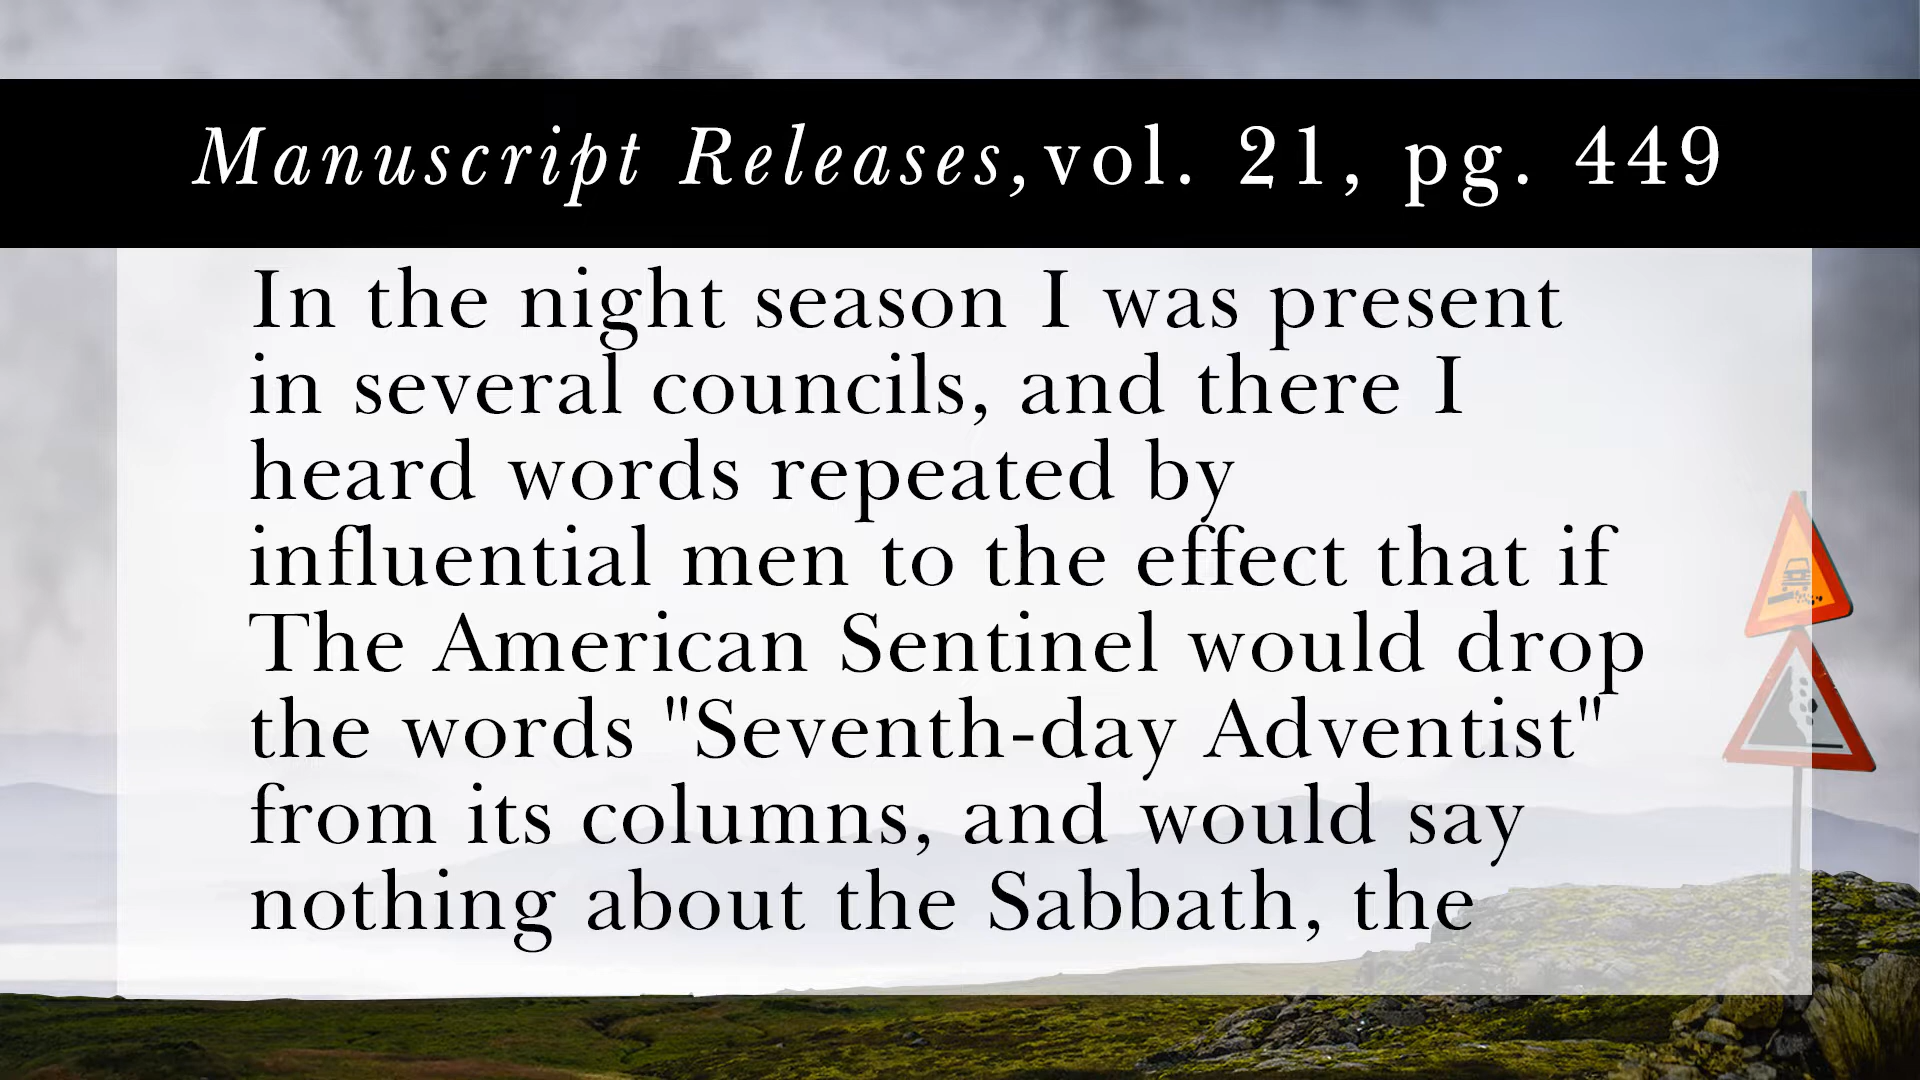 Manuscript Releases, vol. 21, pg. 449
In the night season I was present
in several councils, and there I
heard words repeated by
influential men to the effect that if
The American Sentinel would drop
the words "Seventh-day Adventist"
from its columns, and would say
nothing about the Sabbath, the